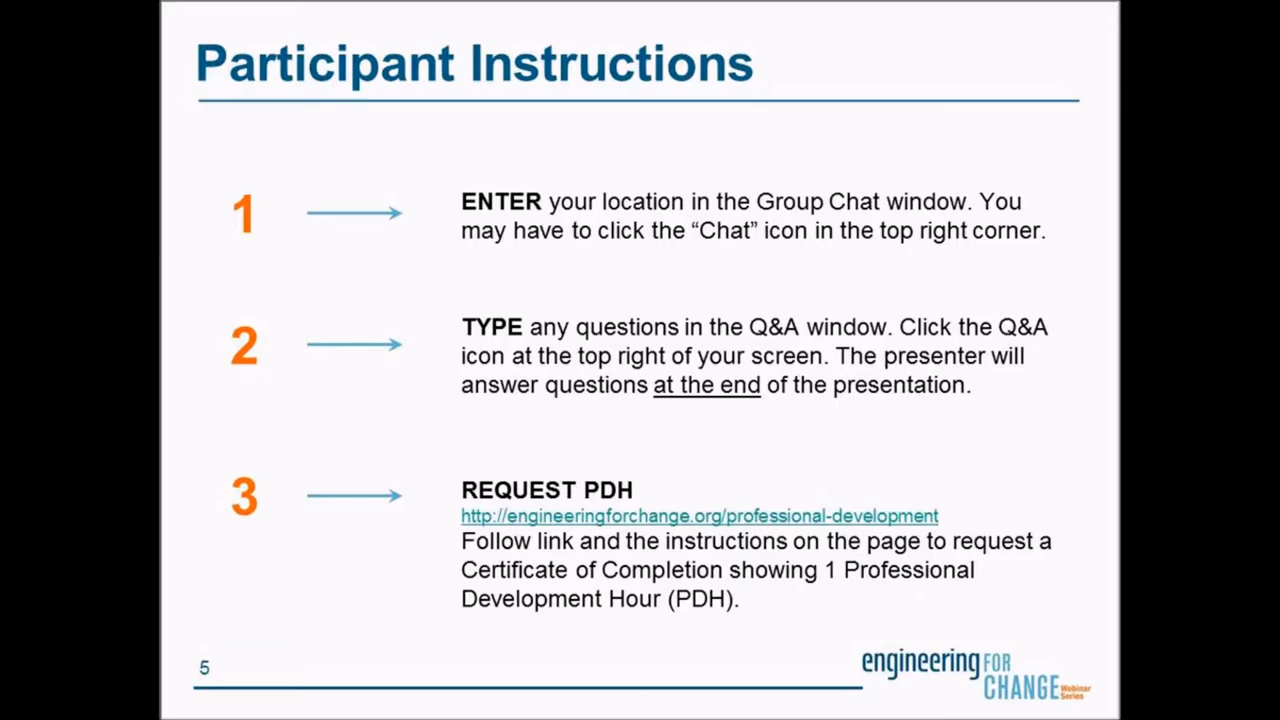 Participant Instructions
1
ENTER your location in the Group Chat window. You
may have to click the “Chat” icon in the top right corner.
2
TYPE any questions in the Q&A window. Click the Q&A
icon at the top right of your screen. The presenter will
answer questions at the end of the presentation.
3
REQUEST PDH
http://engineeringforchange.org/professional-development
Follow link and the instructions on the page to request a
Certificate of Completion showing 1 Professional
Development Hour (PDH).
5
engineering FOR
CHANGE Webinar
Series